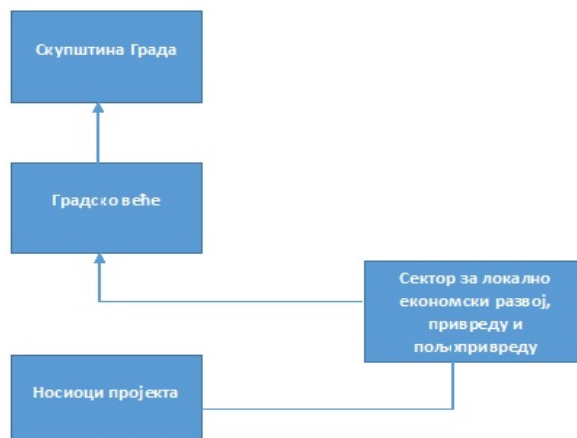 Скупштина Града
Градско веће
Сектор за локално
економски развој,
привреду и
пољопривреду
Носиоци пројекта